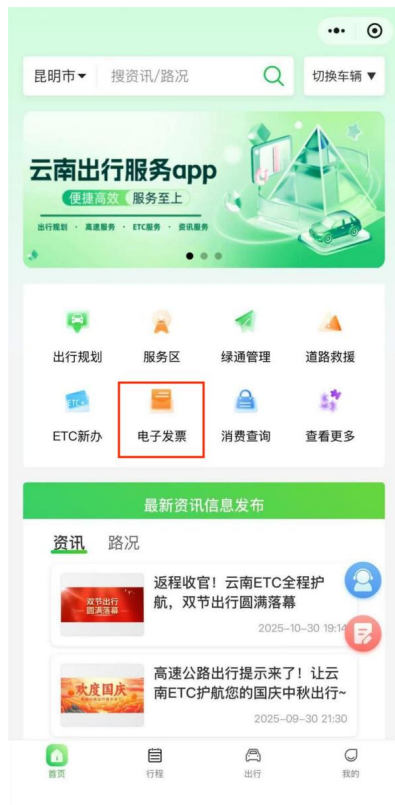 昆明市 搜资讯/路况 切换车辆
云南出行服务app
便捷高效 服务至上
出行规划 · 高速服务 · ETC服务 · 资讯服务
出行规划 服务区 绿通管理 道路救援
ETC
ETC新办 电子发票 消费查询 查看更多
最新资讯信息发布
资讯 路况
双节出行
圆满落幕
返程收官！云南ETC全程护
航，双节出行圆满落幕
2025-10-30 19:14
欢度国庆
高速公路出行提示来了！让云
南ETC护航您的国庆中秋出行~
2025-09-30 21:30
首页 行程 出行 我的